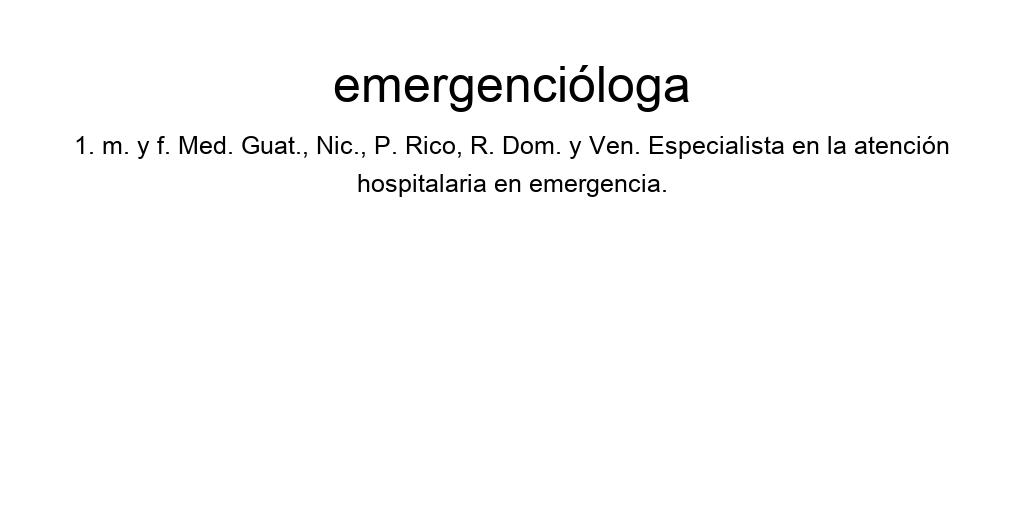 emergencióloga
1. m. y f. Med. Guat., Nic., P. Rico, R. Dom. y Ven. Especialista en la atención
hospitalaria en emergencia.